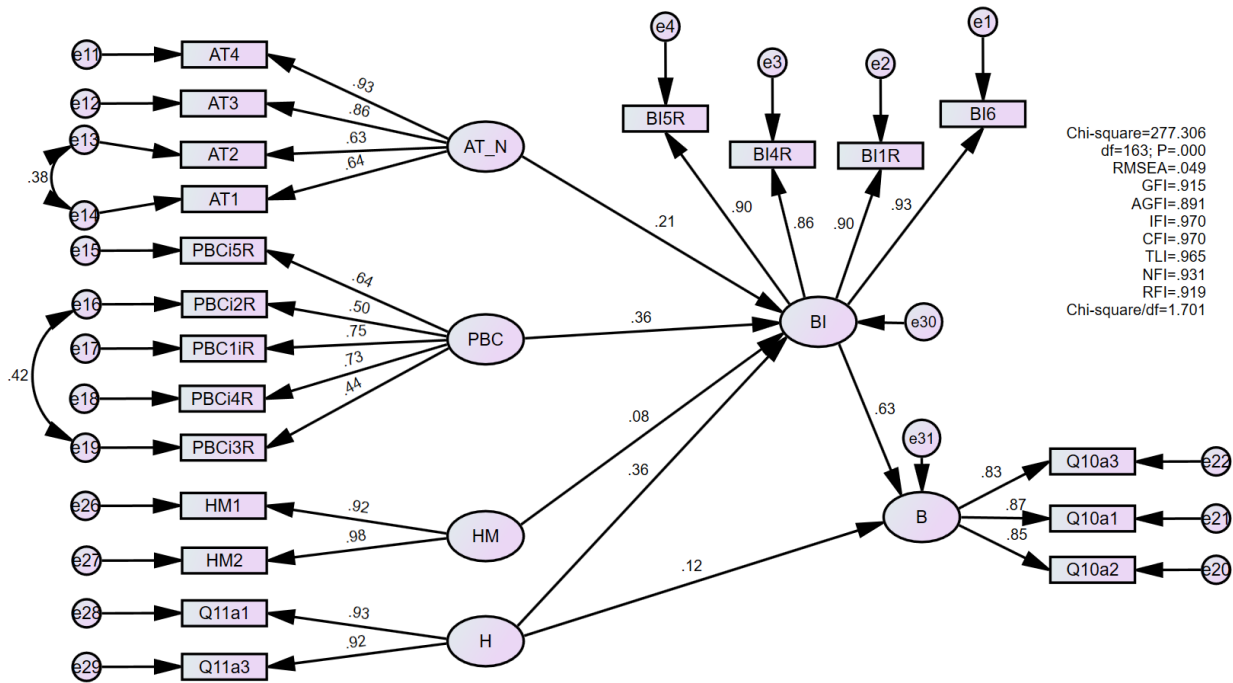 e11 AT4
.93
e12 AT3
.86
e13 AT2
.63
.38
AT_N
e14 AT1
.64
e15 PBCi5R
.64
e16 PBCi2R
.50
e17 PBC1iR
.75
PBC
.42
e18 PBCi4R
.73
e19 PBCi3R
.44
e26 HM1
.92
HM
e27 HM2
.98
e28 Q11a1
.93
H
e29 Q11a3
.92
.21
.36
.08
.36
.12
e4
e3
e2
e1
BI5R
BI4R
BI1R
BI6
.90
.86
.90
.93
BI
e30
.63
e31
B
.83
Q10a3 e22
.87
Q10a1 e21
.85
Q10a2 e20
Chi-square=277.306
df=163; P=.000
RMSEA=.049
GFI=.915
AGFI=.891
IFI=.970
CFI=.970
TLI=.965
NFI=.931
RFI=.919
Chi-square/df=1.701